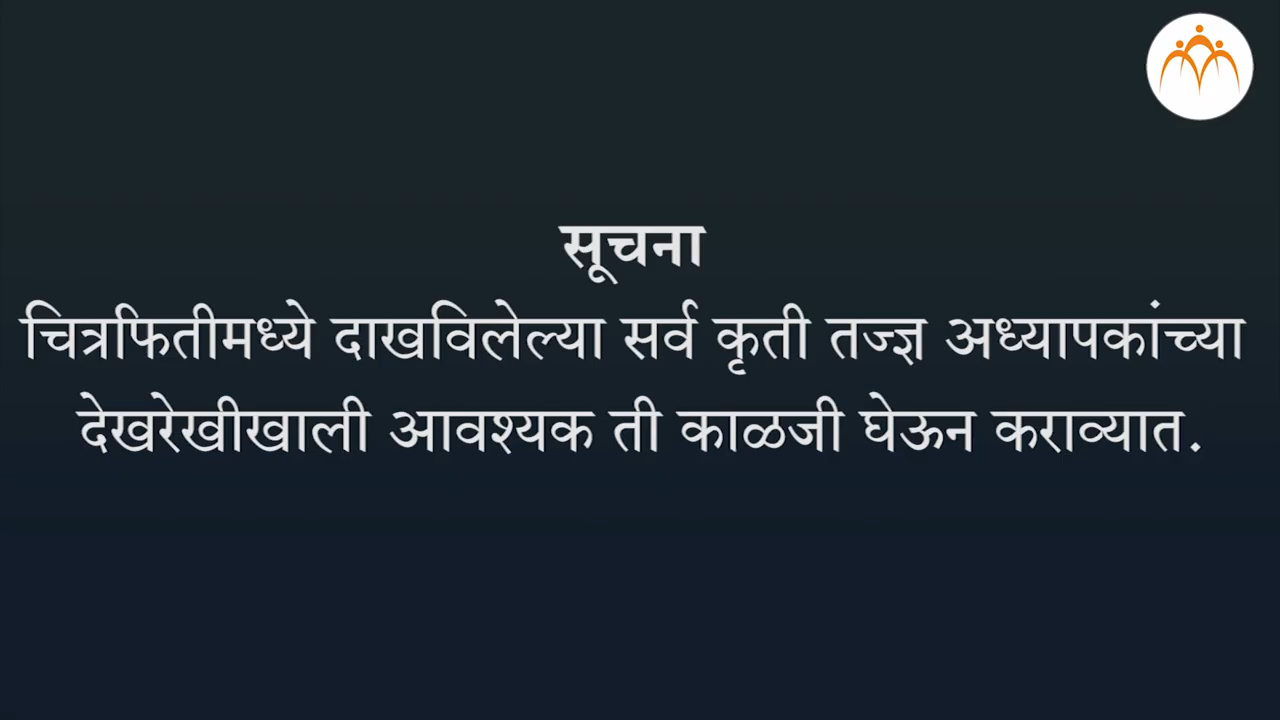 सूचना
चित्रफितीमध्ये दाखविलेल्या सर्व कृती तज्ज्ञ अध्यापकांच्या
देखरेखीखाली आवश्यक ती काळजी घेऊन कराव्यात.